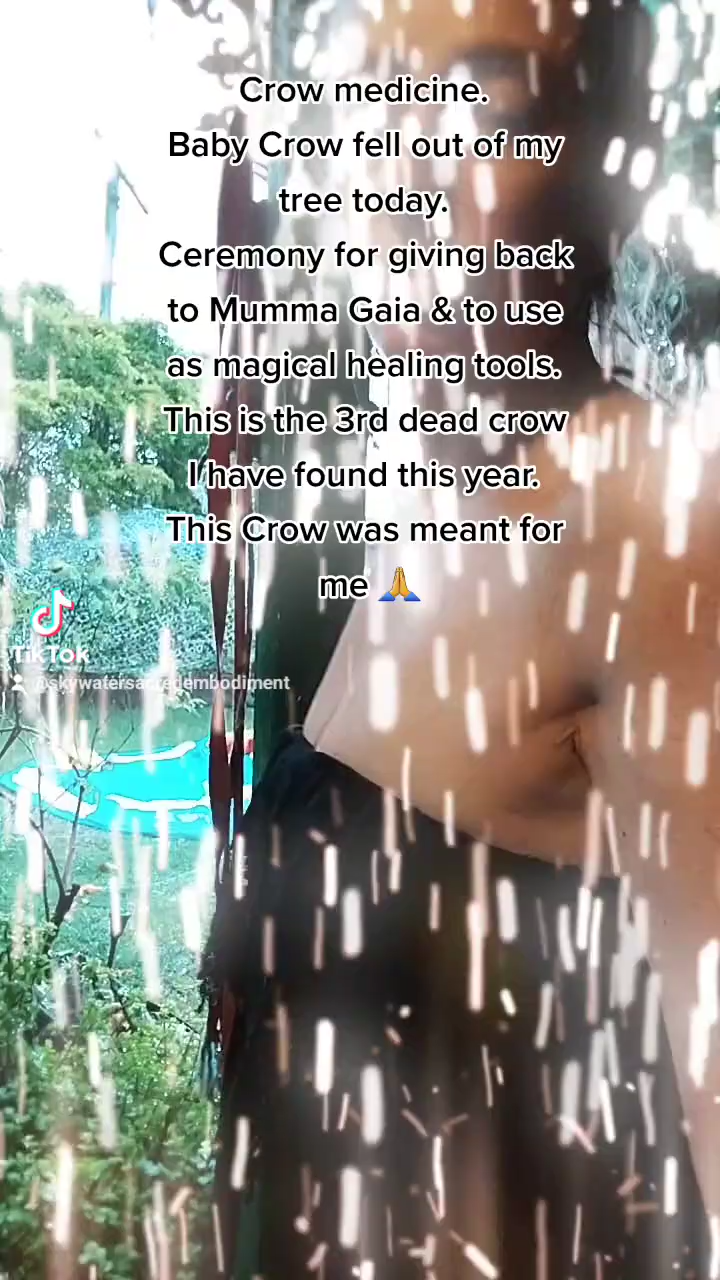 Crow medicine.
Baby Crow fell out of my
tree today.
Ceremony for giving back
to Mumma Gaia & to use
as magical healing tools.
This is the 3rd dead crow
I have found this year.
This Crow was meant for
me 🙏
TikTok
@skywatersacredembodiment